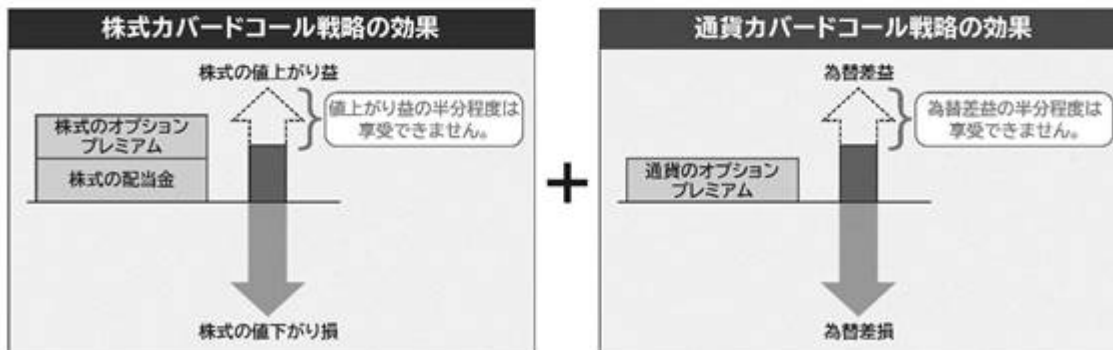 株式カバードコール戦略の効果
株式の値上がり益
値上がり益の半分程度は
享受できません。
株式のオプション
プレミアム
株式の配当金
株式の値下がり損
+
通貨カバードコール戦略の効果
為替差益
為替差益の半分程度は
享受できません。
通貨のオプション
プレミアム
為替差損